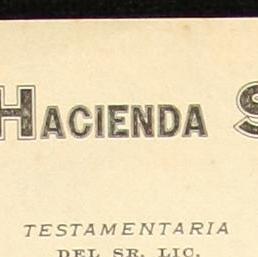 HACIENDA S
TESTAMENTARIA
DEL SR. LIC.